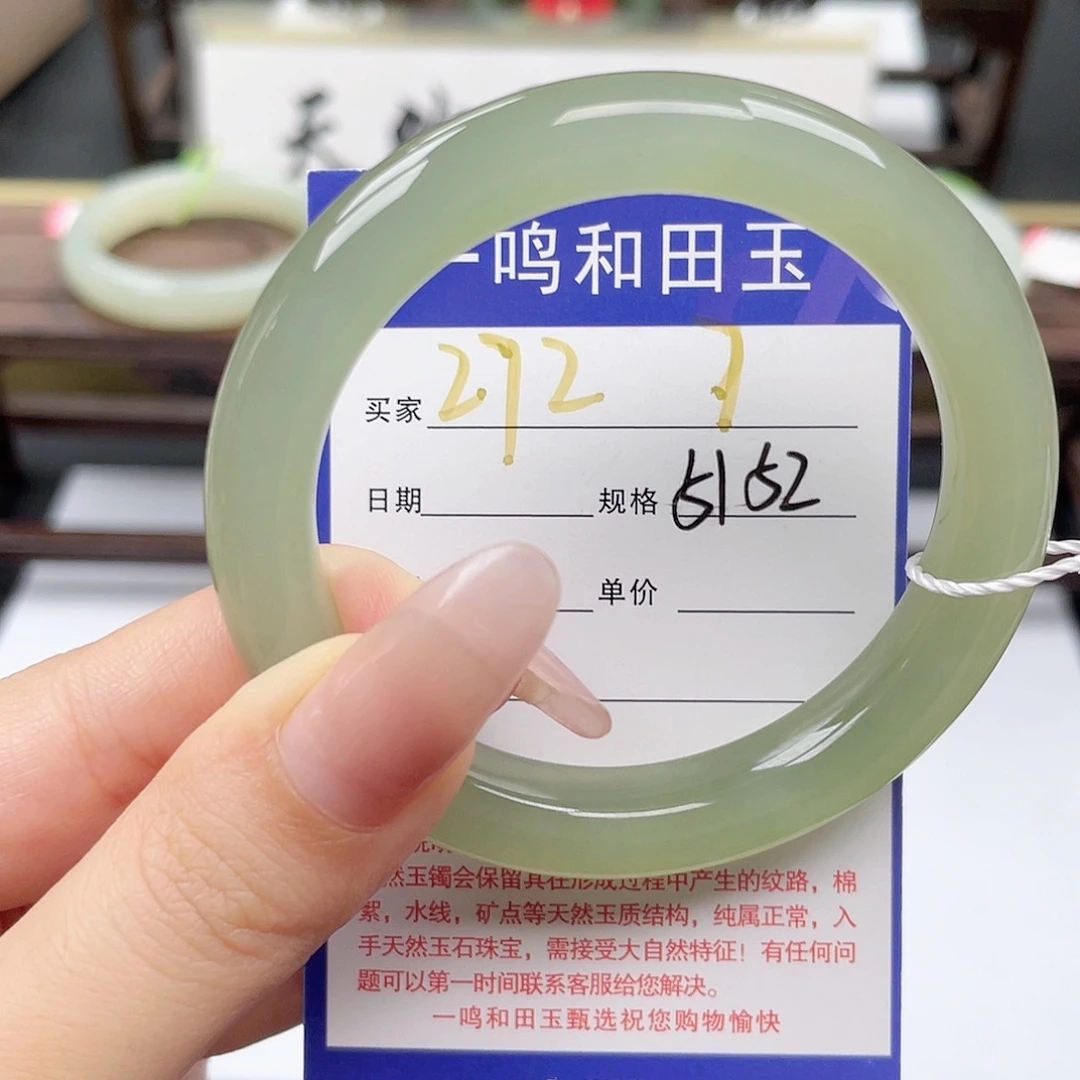 天
一鸣和田玉
买家 272 7
日期 规格 51 52
单价
然玉镯会保留其在形成过程中产生的纹路，棉
絮，水线，矿点等天然玉质结构，纯属正常，入
手天然玉石珠宝，需接受大自然特征！有任何问
题可以第一时间联系客服给您解决。
一鸣和田玉甄选祝您购物愉快